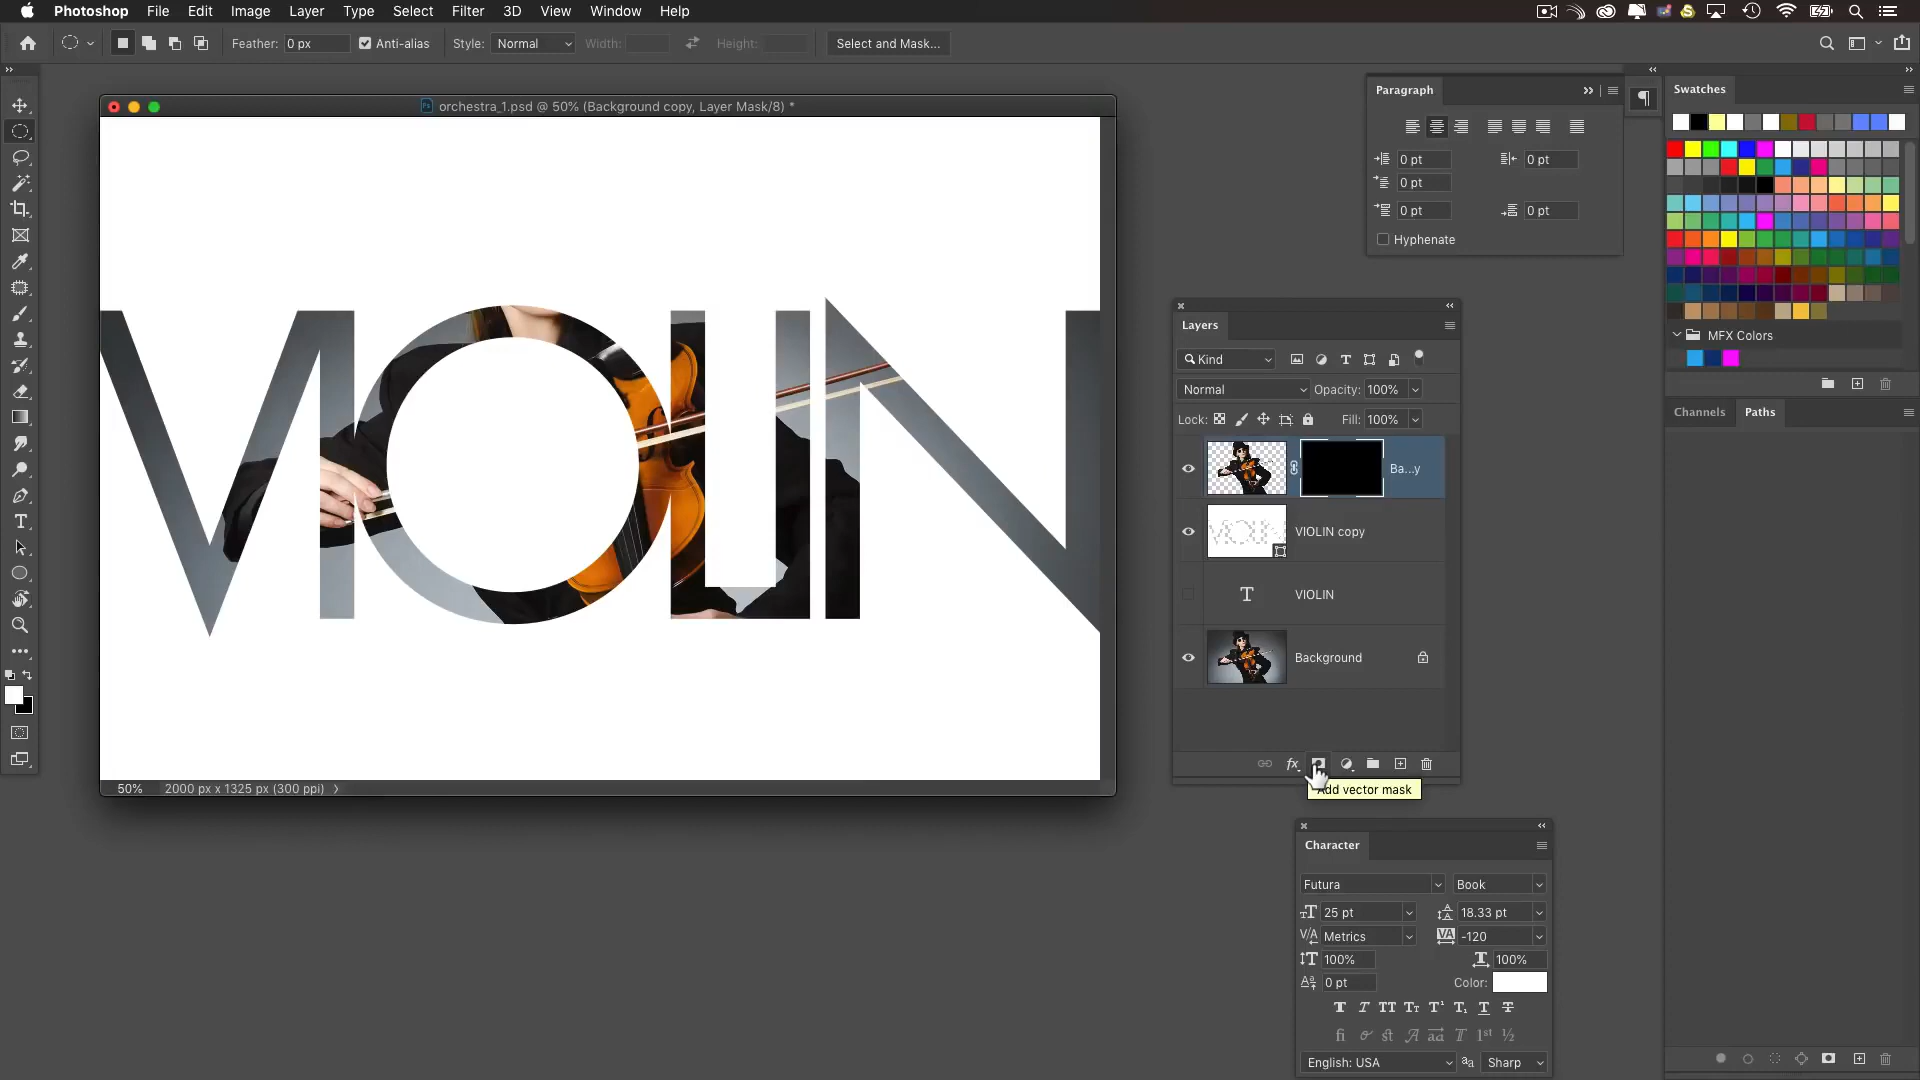 Photoshop File Edit Image Layer Type Select Filter 3D View Window Help
Feather: 0 px Anti-alias Style: Normal Width: Height: Select and Mask...
orchestra_1.psd @ 50% (Background copy, Layer Mask/8) *
VIOLIN
50% 2000 px x 1325 px (300 ppi)
Paragraph
0 pt 0 pt
0 pt
0 pt 0 pt
Hyphenate
Swatches
MFX Colors
Channels Paths
Layers
Kind
Normal Opacity: 100%
Lock: Fill: 100%
Ba...y
VIOLIN copy
VIOLIN
Background
fx
Add vector mask
Character
Futura Book
25 pt 18.33 pt
Metrics -120
100% 100%
0 pt Color:
English: USA Sharp